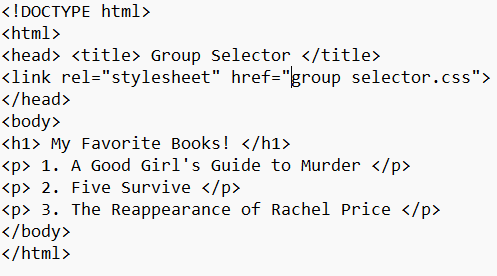 <!DOCTYPE html>
<html>
<head> <title> Group Selector </title>
<link rel="stylesheet" href="group selector.css">
</head>
<body>
<h1> My Favorite Books! </h1>
<p> 1. A Good Girl's Guide to Murder </p>
<p> 2. Five Survive </p>
<p> 3. The Reappearance of Rachel Price </p>
</body>
</html>